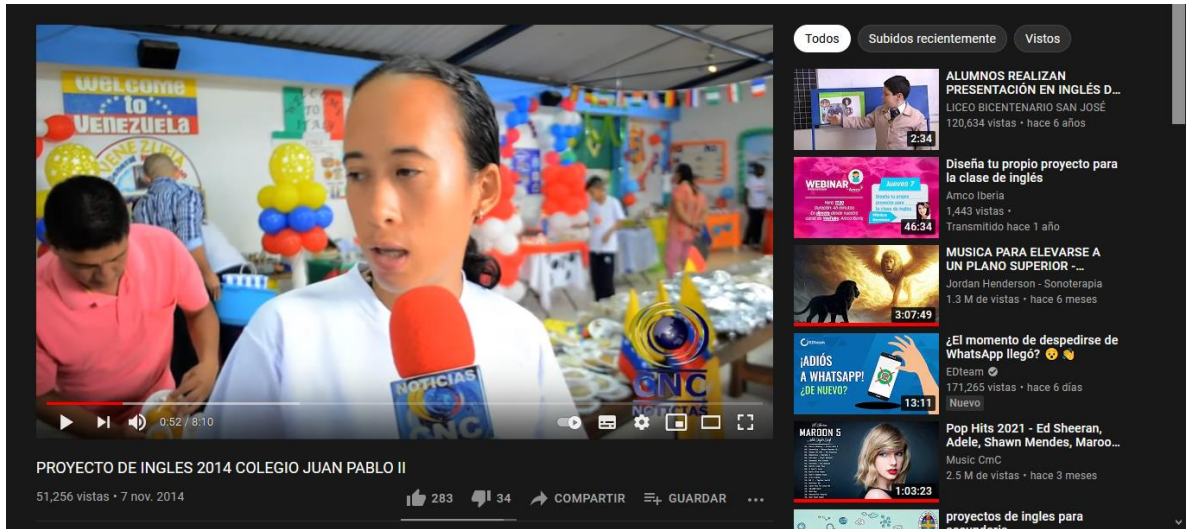 WELCOME
to
VENEZUELA
NOTICIAS
CNC
CNC
NOTICIAS
0:52 / 8:10
PROYECTO DE INGLES 2014 COLEGIO JUAN PABLO II
51,256 vistas • 7 nov. 2014
283
34
COMPARTIR
GUARDAR
Todos
Subidos recientemente
Vistos
2:34
ALUMNOS REALIZAN
PRESENTACIÓN EN INGLÉS D...
LICEO BICENTENARIO SAN JOSÉ
120,634 vistas • hace 6 años
WEBINAR
Jueves 7
46:34
Diseña tu propio proyecto para
la clase de inglés
Amco Iberia
1,443 vistas •
Transmitido hace 1 año
3:07:49
MUSICA PARA ELEVARSE A
UN PLANO SUPERIOR -...
Jordan Henderson - Sonoterapia
1.3 M de vistas • hace 6 meses
EDteam
¡ADIÓS
A WHATSAPP!
¿DE NUEVO?
13:11
¿El momento de despedirse de
WhatsApp llegó? 😯 👏
EDteam
171,265 vistas • hace 6 días
Nuevo
MAROON 5
1:03:23
Pop Hits 2021 - Ed Sheeran,
Adele, Shawn Mendes, Maroo...
Music CmC
2.5 M de vistas • hace 3 meses
proyectos de ingles para